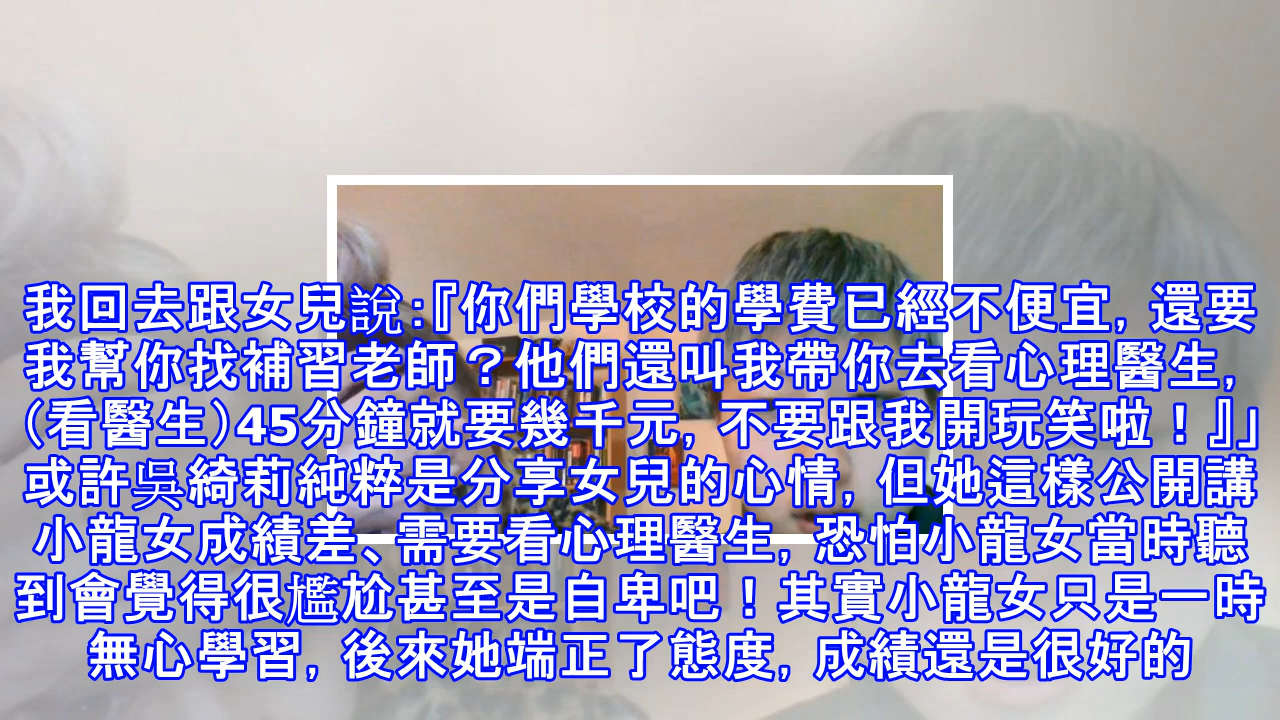 我回去跟女兒說:『你們學校的學費已經不便宜, 還要
我幫你找補習老師？他們還叫我帶你去看心理醫生,
(看醫生)45分鐘就要幾千元, 不要跟我開玩笑啦！』」
或許吳綺莉純粹是分享女兒的心情, 但她這樣公開講
小龍女成績差、需要看心理醫生, 恐怕小龍女當時聽
到會覺得很尷尬甚至是自卑吧！其實小龍女只是一時
無心學習, 後來她端正了態度, 成績還是很好的